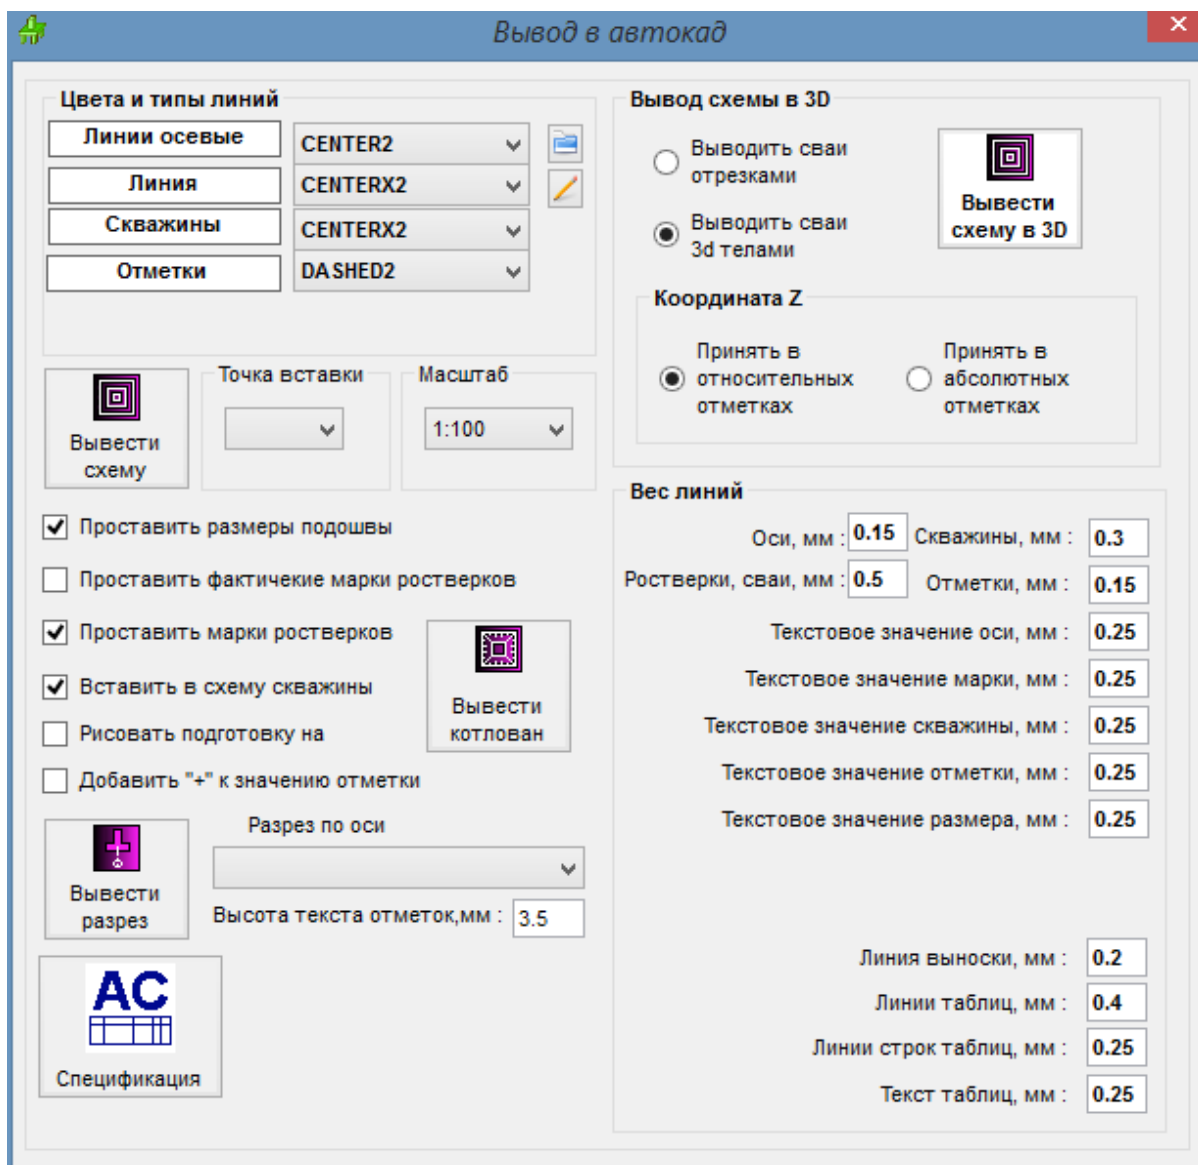 Вывод в автокад
Цвета и типы линий
Линии осевые
CENTER2
Линия
CENTERX2
Скважины
CENTERX2
Отметки
DASHED2
Вывести
схему
Точка вставки
Масштаб
1:100
Проставить размеры подошвы
Проставить фактичекие марки ростверков
Проставить марки ростверков
Вставить в схему скважины
Рисовать подготовку на
Добавить "+" к значению отметки
Вывести
котлован
Вывести
разрез
Разрез по оси
Высота текста отметок,мм : 3.5
АС
Спецификация
Вывод схемы в 3D
Выводить сваи
отрезками
Выводить сваи
3d телами
Вывести
схему в 3D
Координата Z
Принять в
относительных
отметках
Принять в
абсолютных
отметках
Вес линий
Оси, мм : 0.15 Скважины, мм : 0.3
Ростверки, сваи, мм : 0.5 Отметки, мм : 0.15
Текстовое значение оси, мм : 0.25
Текстовое значение марки, мм : 0.25
Текстовое значение скважины, мм : 0.25
Текстовое значение отметки, мм : 0.25
Текстовое значение размера, мм : 0.25
Линия выноски, мм : 0.2
Линии таблиц, мм : 0.4
Линии строк таблиц, мм : 0.25
Текст таблиц, мм : 0.25